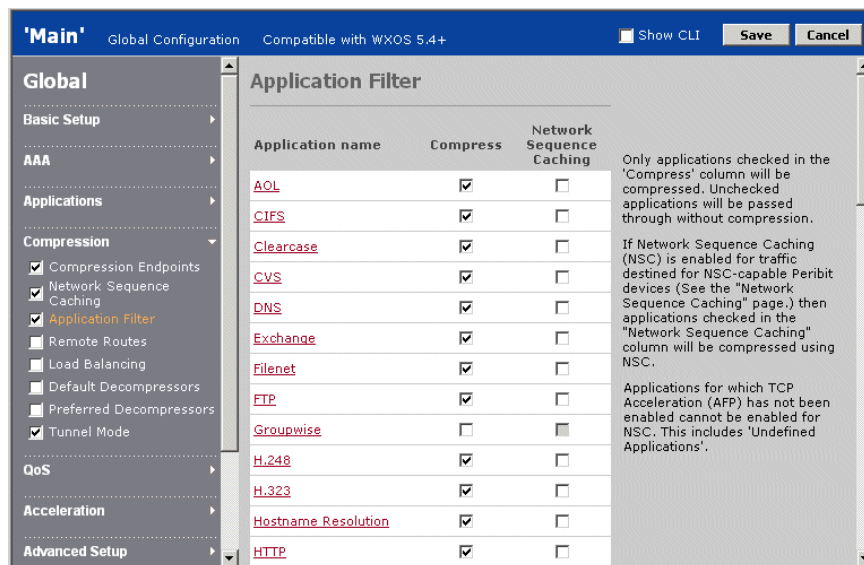 'Main' Global Configuration Compatible with WXOS 5.4+ Show CLI Save Cancel
Global
Basic Setup
AAA
Applications
Compression
Compression Endpoints
Network Sequence
Caching
Application Filter
Remote Routes
Load Balancing
Default Decompressors
Preferred Decompressors
Tunnel Mode
QoS
Acceleration
Advanced Setup
Application Filter
Application name Compress Network
Sequence
Caching
AOL
CIFS
Clearcase
CVS
DNS
Exchange
Filenet
FTP
Groupwise
H.248
H.323
Hostname Resolution
HTTP
Only applications checked in the
'Compress' column will be
compressed. Unchecked
applications will be passed
through without compression.
If Network Sequence Caching
(NSC) is enabled for traffic
destined for NSC-capable Peribit
devices (See the "Network
Sequence Caching" page.) then
applications checked in the
"Network Sequence Caching"
column will be compressed using
NSC.
Applications for which TCP
Acceleration (AFP) has not been
enabled cannot be enabled for
NSC. This includes 'Undefined
Applications'.